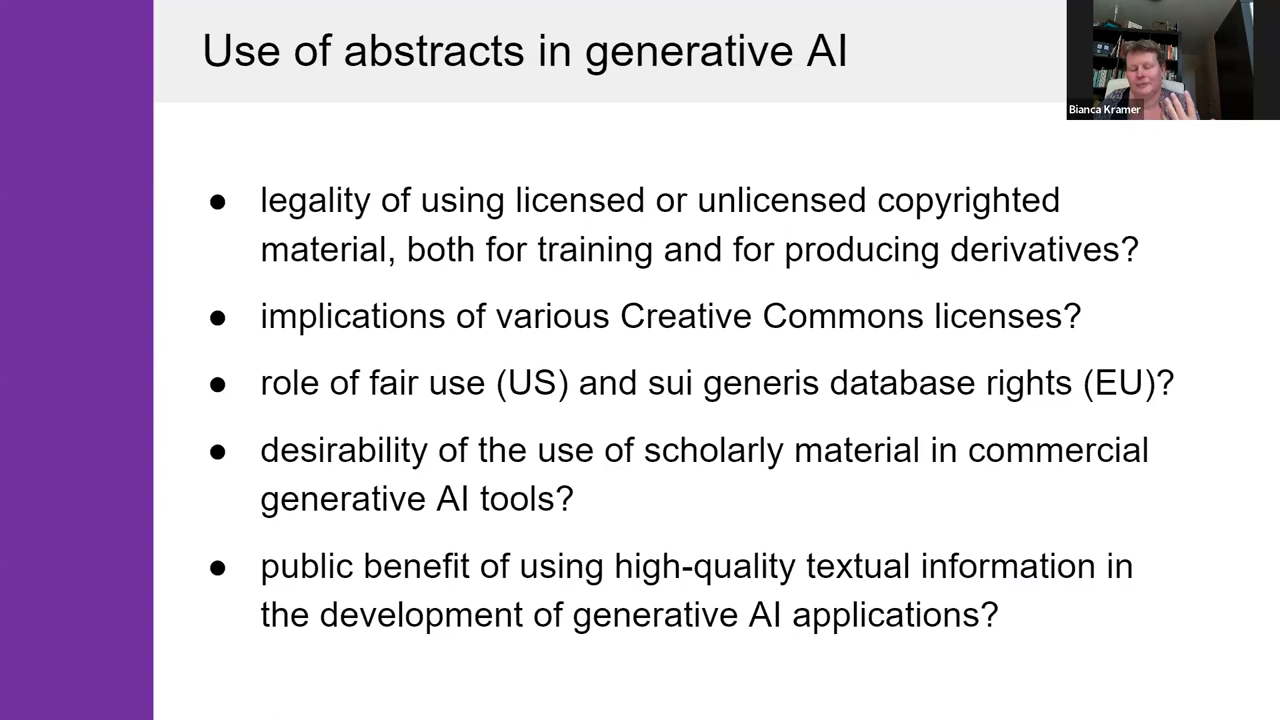 Use of abstracts in generative AI
Bianca Kramer
● legality of using licensed or unlicensed copyrighted
material, both for training and for producing derivatives?
● implications of various Creative Commons licenses?
● role of fair use (US) and sui generis database rights (EU)?
● desirability of the use of scholarly material in commercial
generative AI tools?
● public benefit of using high-quality textual information in
the development of generative AI applications?